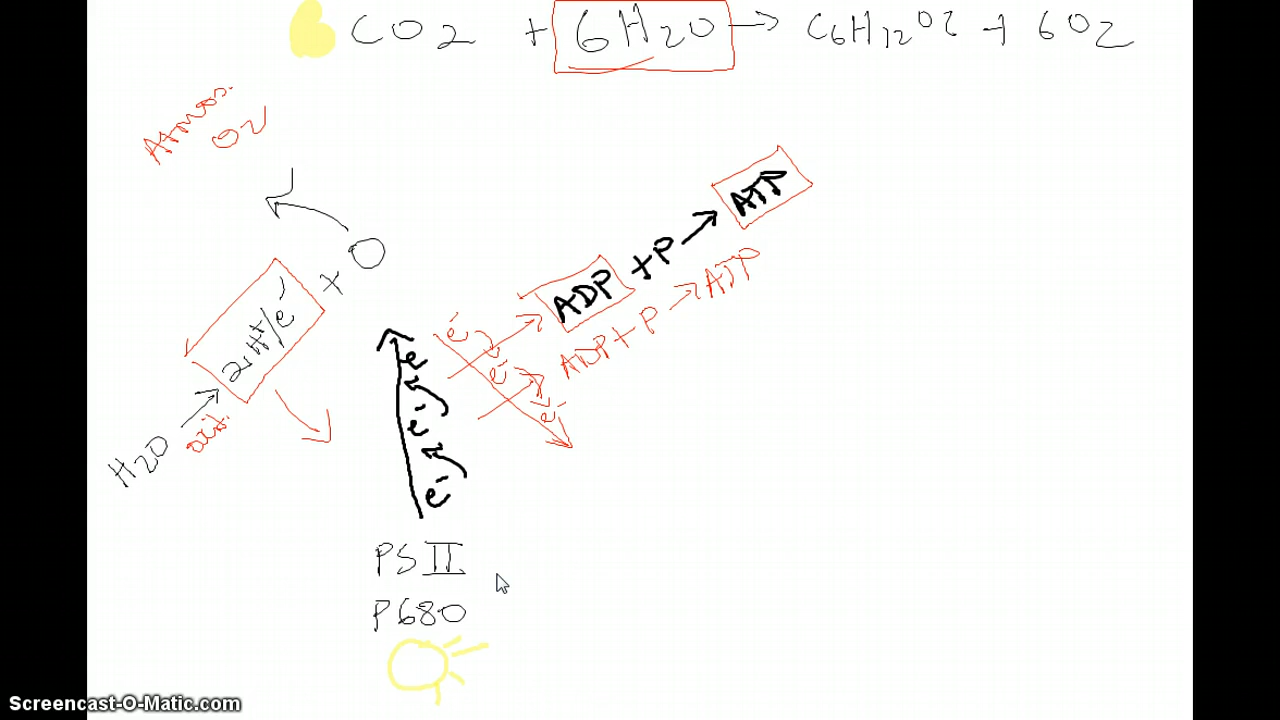 6 CO2 + 6H2O → C6H12O2 + 6O2
Atmos.
O2
ATP
ADP + P →
ADP + P → ATP
2H+/e- + O
H2O → oxid.
e- e- e-
e
e-
e-
PS II
P680
Screencast-O-Matic.com